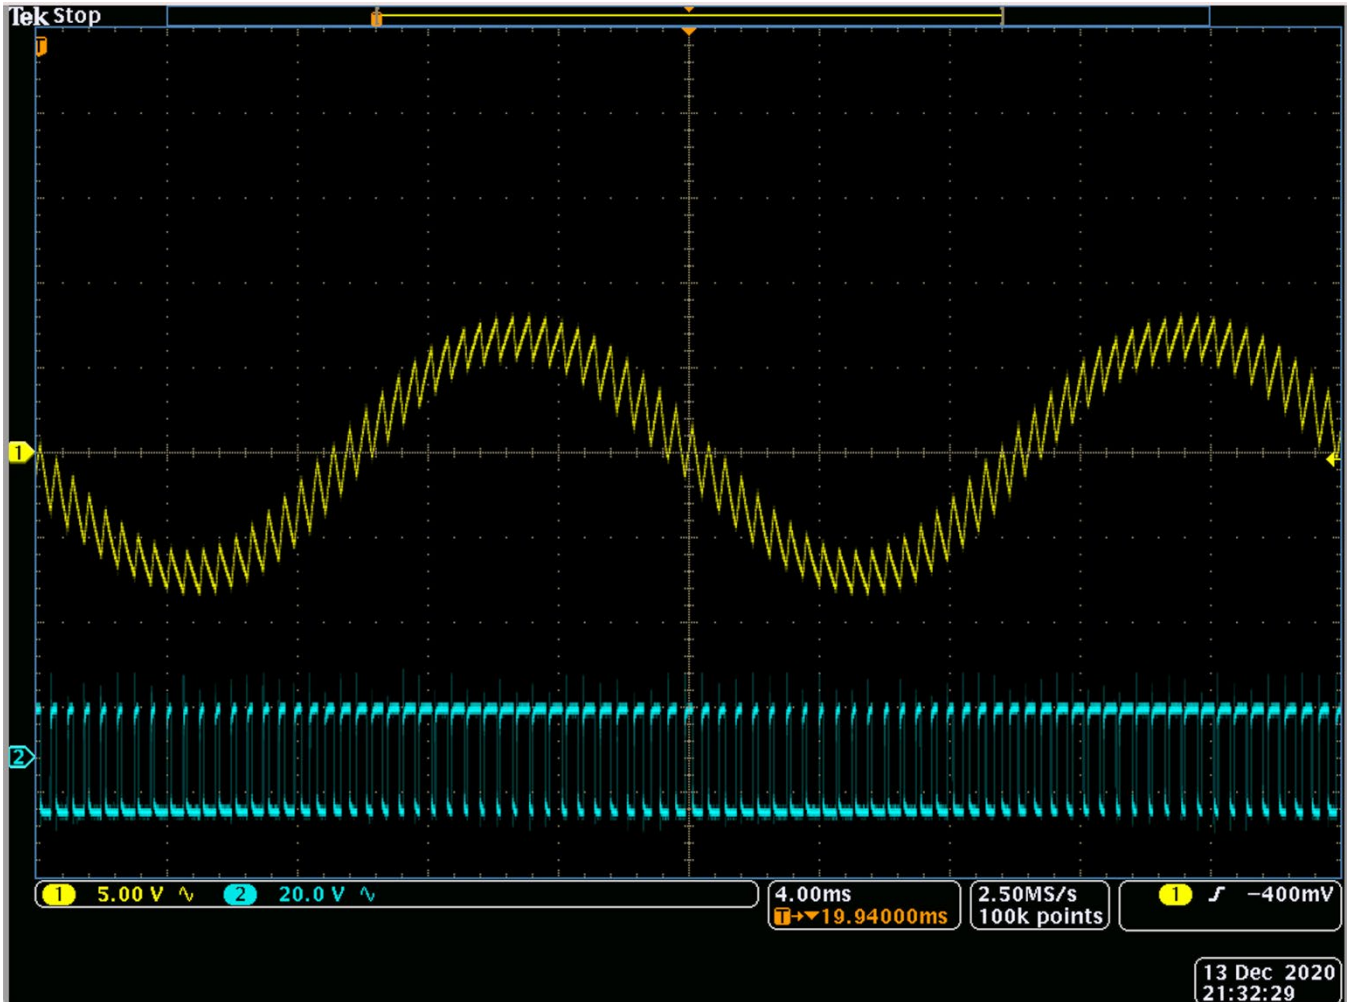 Tek Stop
T
T
1
2
1 5.00 V ∿ 2 20.0 V ∿
4.00ms
T→▼19.94000ms
2.50MS/s
100k points
1 ƒ −400mV
13 Dec 2020
21:32:29